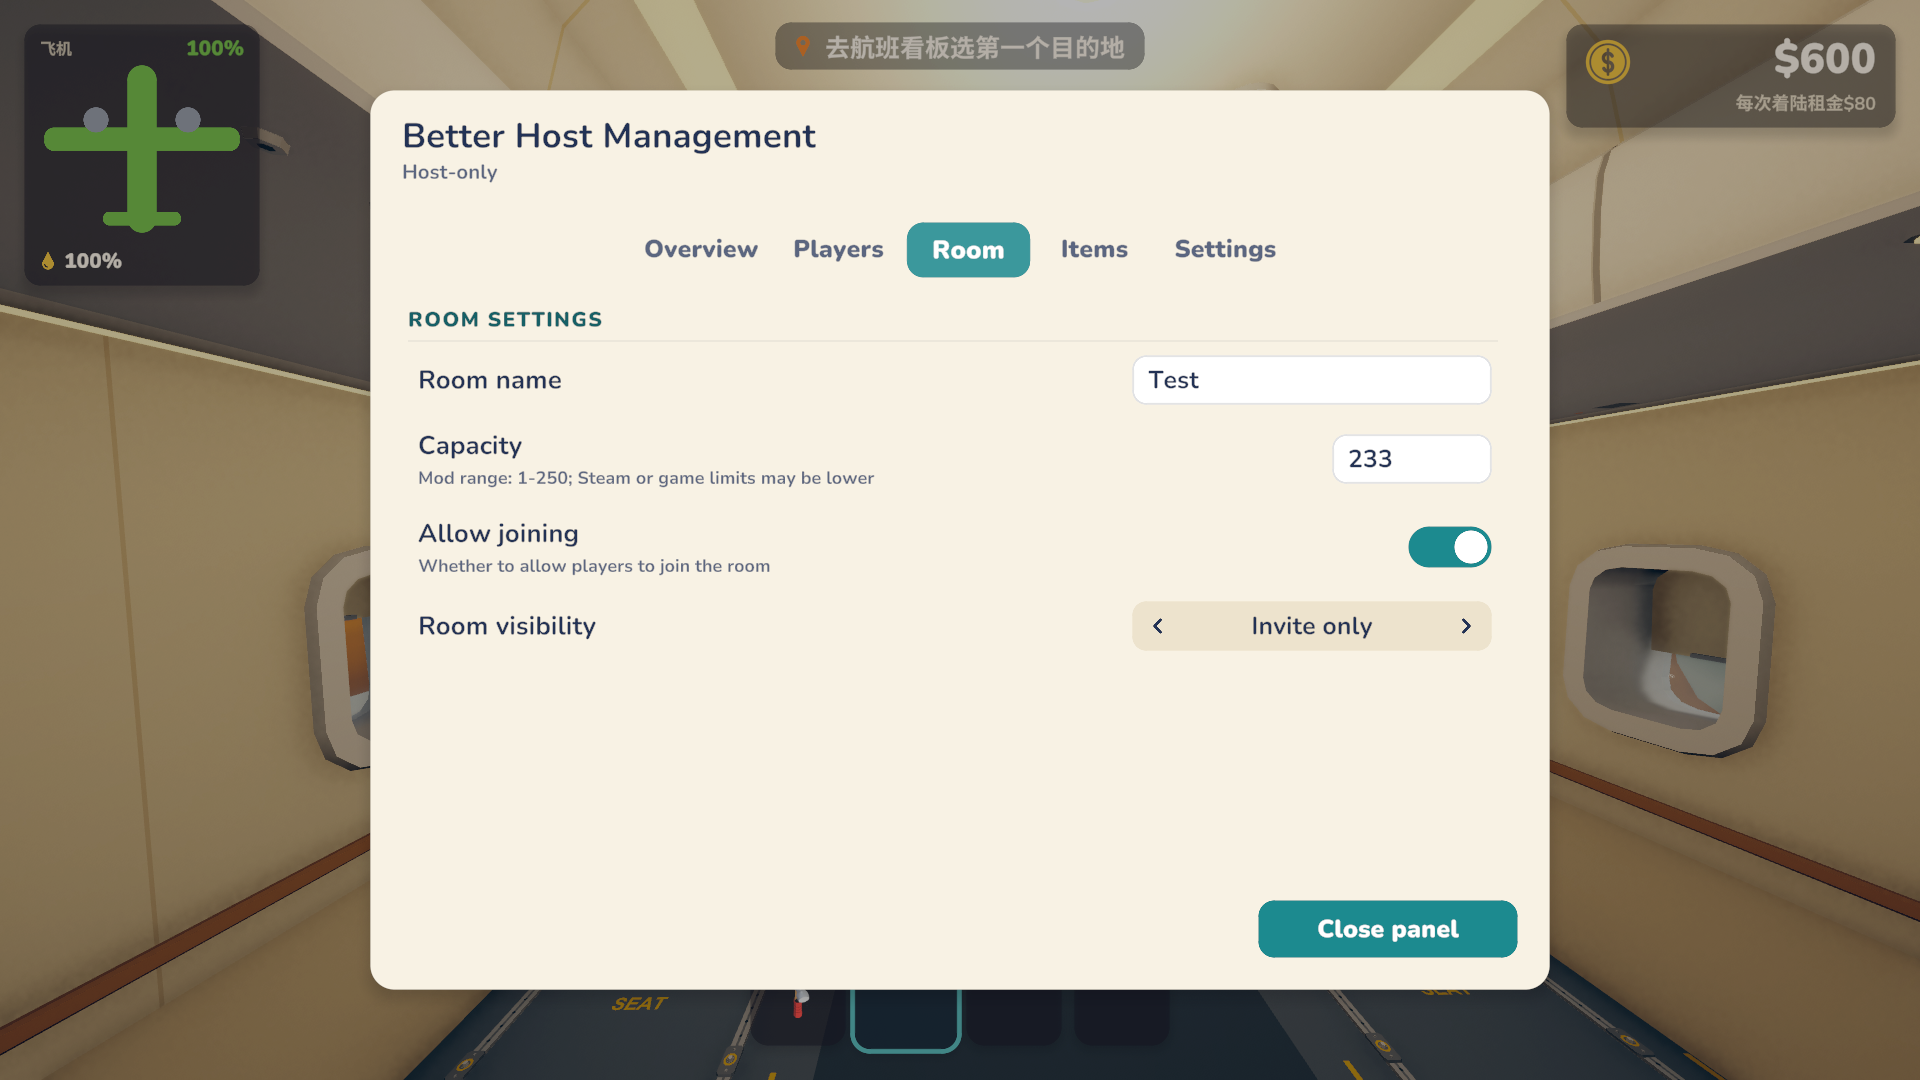 飞机 100%
100%
去航班看板选第一个目的地
$600
每次着陆租金$80
Better Host Management
Host-only
Overview Players Room Items Settings
ROOM SETTINGS
Room name Test
Capacity 233
Mod range: 1-250; Steam or game limits may be lower
Allow joining
Whether to allow players to join the room
Room visibility Invite only
Close panel
SEAT
SEAT